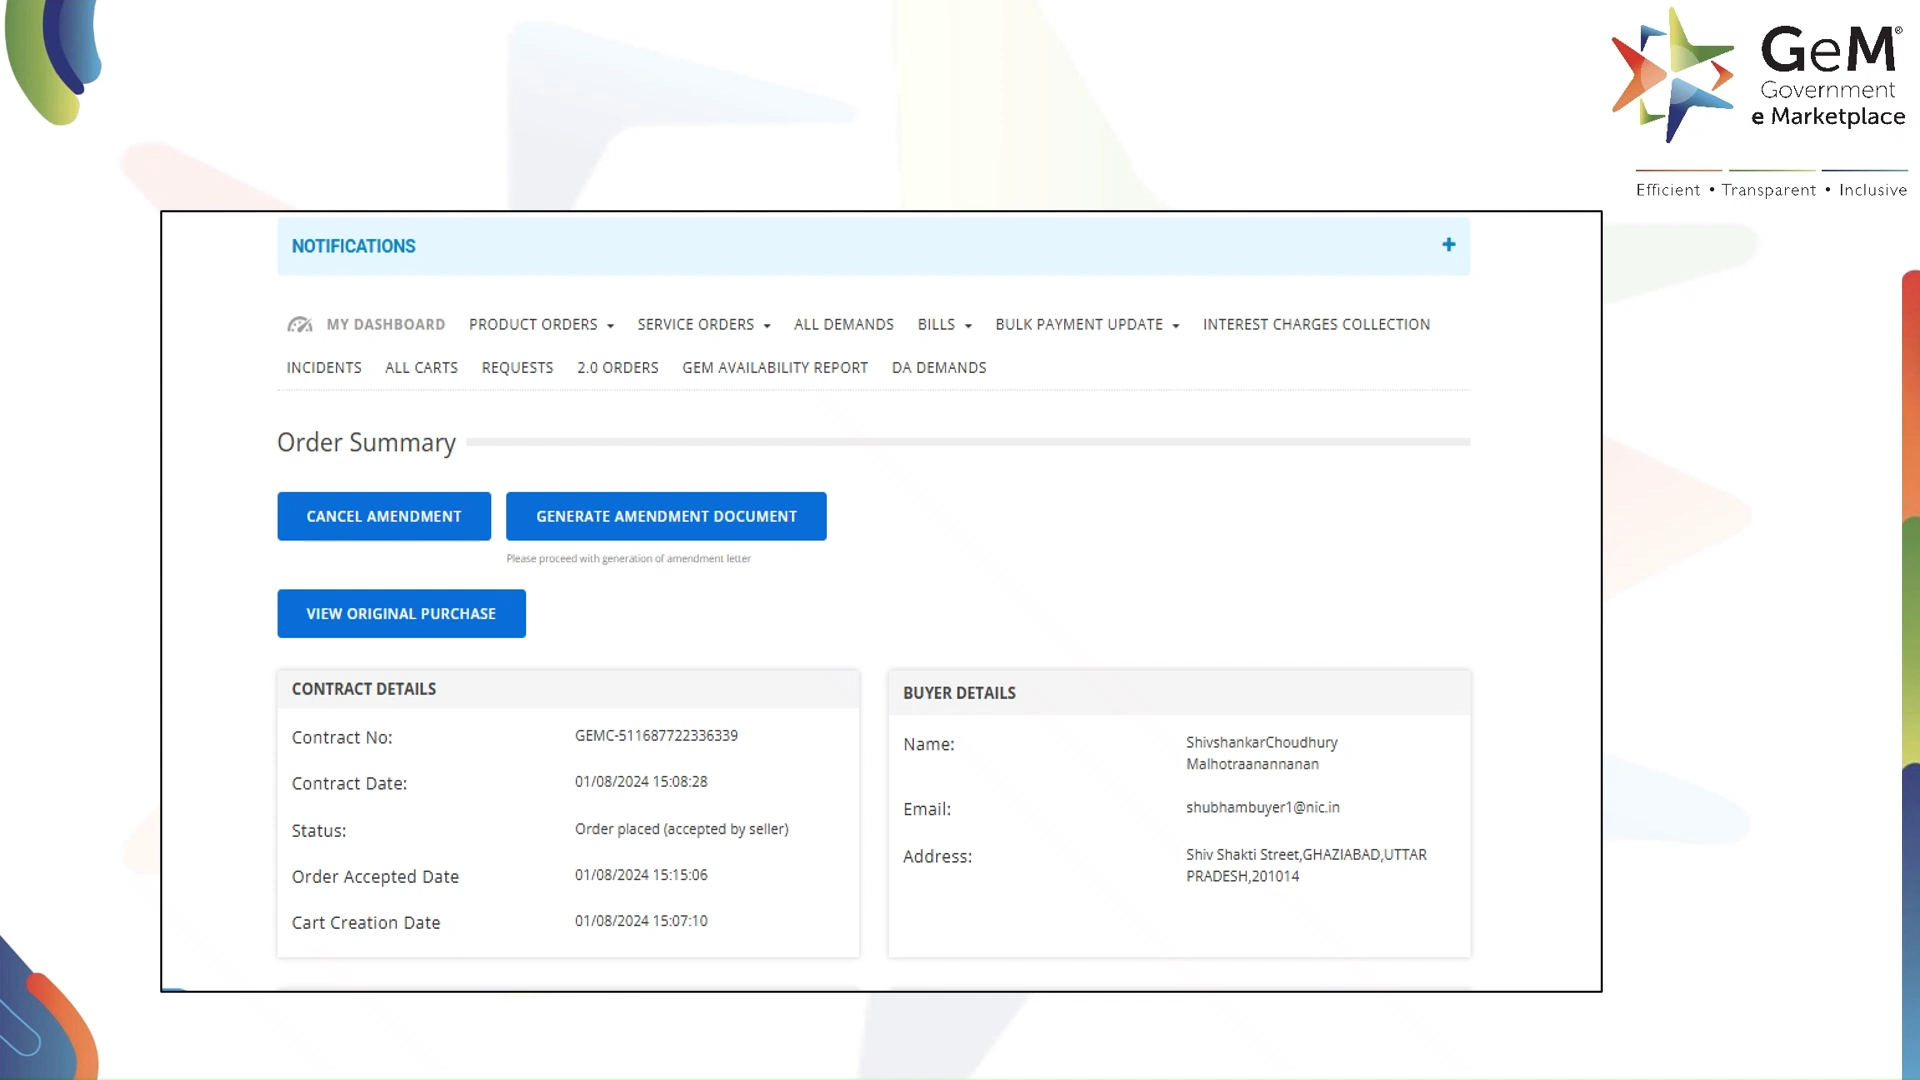 GeM®
Government
e Marketplace
Efficient • Transparent • Inclusive
NOTIFICATIONS +
MY DASHBOARD PRODUCT ORDERS SERVICE ORDERS ALL DEMANDS BILLS BULK PAYMENT UPDATE INTEREST CHARGES COLLECTION
INCIDENTS ALL CARTS REQUESTS 2.0 ORDERS GEM AVAILABILITY REPORT DA DEMANDS
Order Summary
CANCEL AMENDMENT GENERATE AMENDMENT DOCUMENT
Please proceed with generation of amendment letter
VIEW ORIGINAL PURCHASE
CONTRACT DETAILS
Contract No: GEMC-511687722336339
Contract Date: 01/08/2024 15:08:28
Status: Order placed (accepted by seller)
Order Accepted Date 01/08/2024 15:15:06
Cart Creation Date 01/08/2024 15:07:10
BUYER DETAILS
Name: ShivshankarChoudhury
Malhotraanannanan
Email: shubhambuyer1@nic.in
Address: Shiv Shakti Street,GHAZIABAD,UTTAR
PRADESH,201014